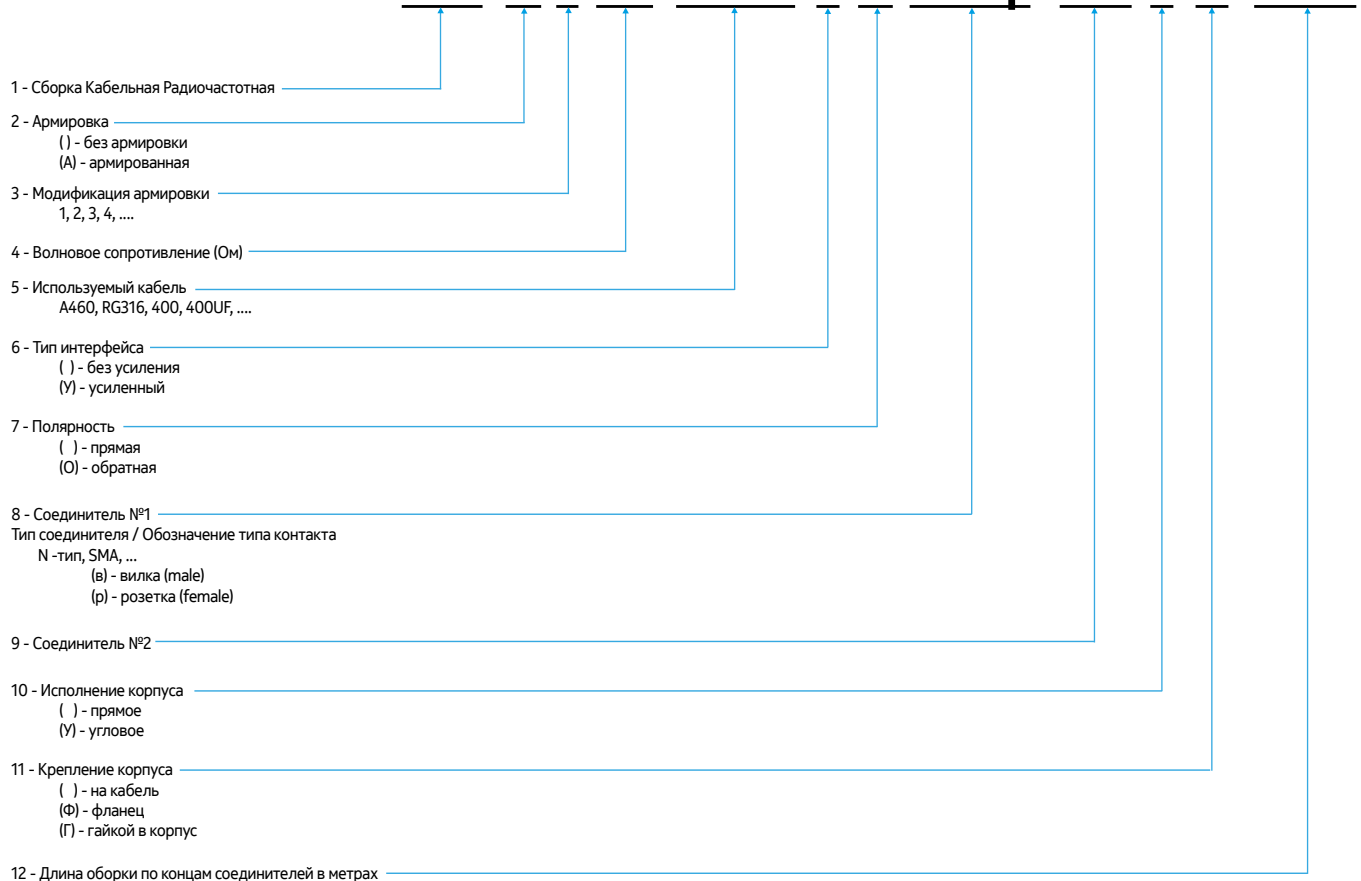 1 - Сборка Кабельная Радиочастотная
2 - Армировка
( ) - без армировки
(А) - армированная
3 - Модификация армировки
1, 2, 3, 4, ....
4 - Волновое сопротивление (Ом)
5 - Используемый кабель
A460, RG316, 400, 400UF, ....
6 - Тип интерфейса
( ) - без усиления
(У) - усиленный
7 - Полярность
( ) - прямая
(О) - обратная
8 - Соединитель №1
Тип соединителя / Обозначение типа контакта
N -тип, SMA, ...
(в) - вилка (male)
(р) - розетка (female)
9 - Соединитель №2
10 - Исполнение корпуса
( ) - прямое
(У) - угловое
11 - Крепление корпуса
( ) - на кабель
(Ф) - фланец
(Г) - гайкой в корпус
12 - Длина оборки по концам соединителей в метрах